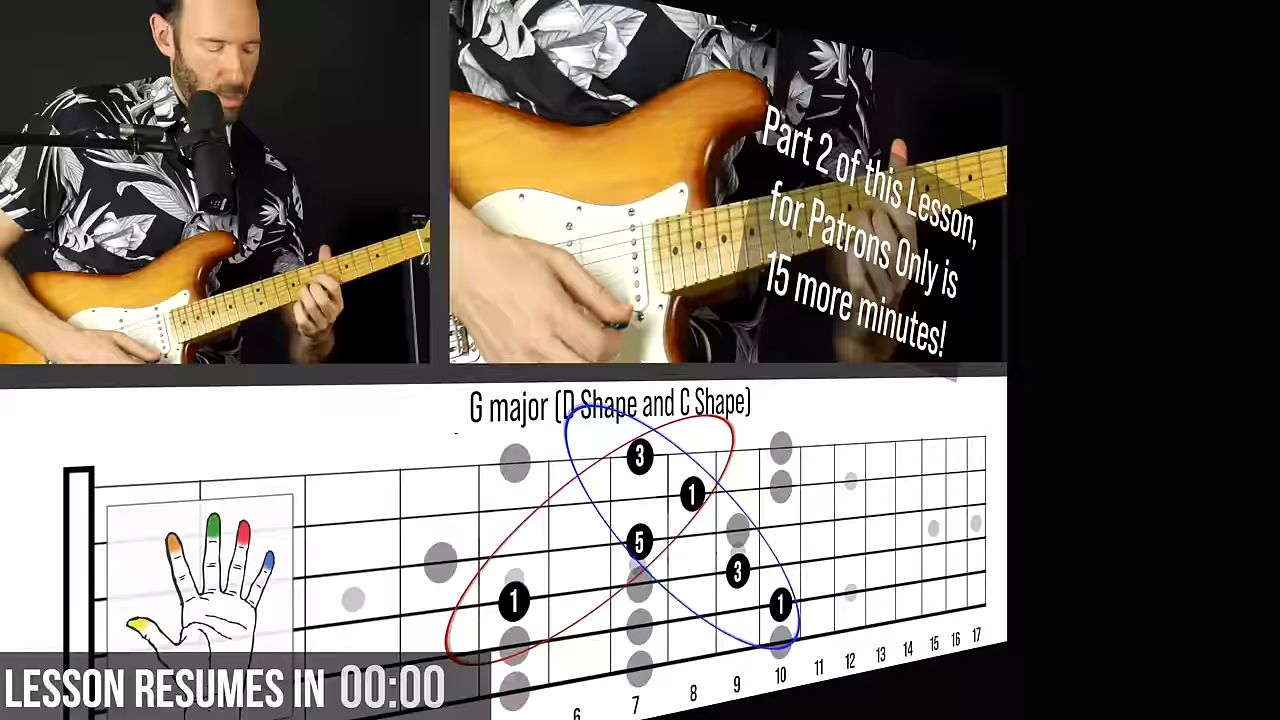 Part 2 of this Lesson,
for Patrons Only is
15 more minutes!
G major (D Shape and C Shape)
3
1
5
3
1
1
6 7 8 9 10 11 12 13 14 15 16 17
LESSON RESUMES IN 00:00